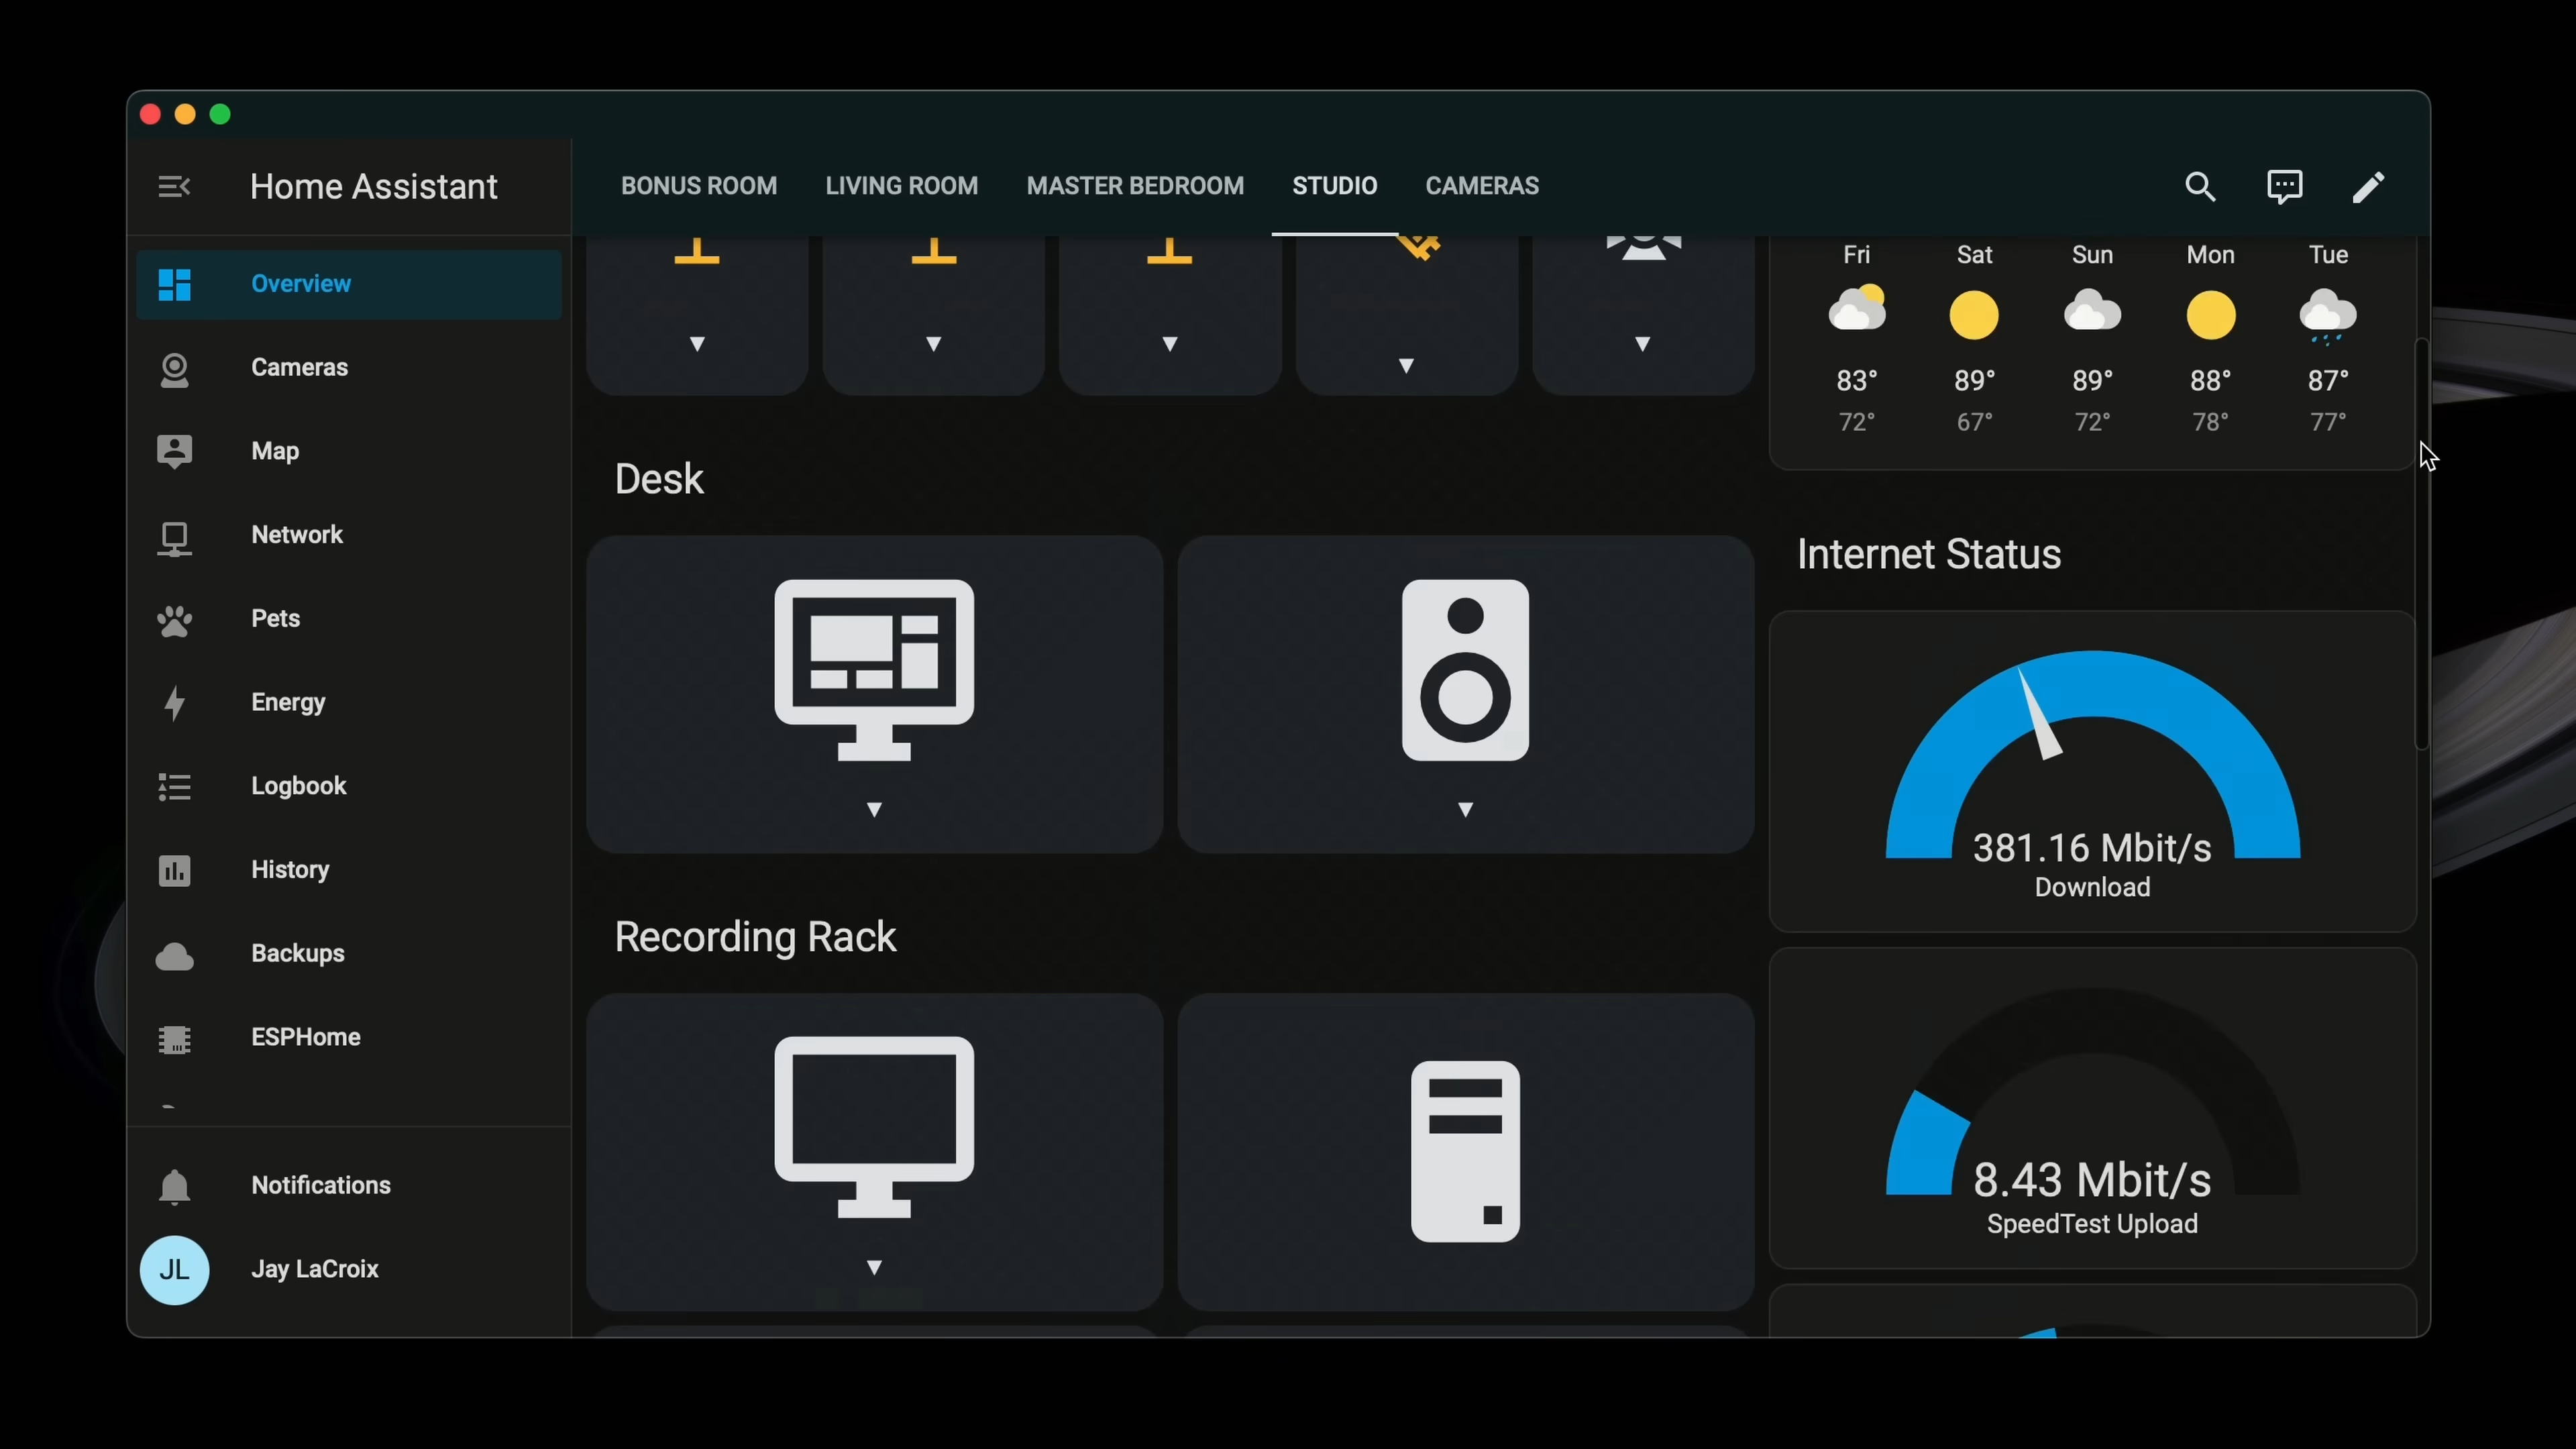 Home Assistant
BONUS ROOM LIVING ROOM MASTER BEDROOM STUDIO CAMERAS
Overview
Cameras
Map
Network
Pets
Energy
Logbook
History
Backups
ESPHome
Notifications
JL Jay LaCroix
Desk
Recording Rack
Fri Sat Sun Mon Tue
83° 89° 89° 88° 87°
72° 67° 72° 78° 77°
Internet Status
381.16 Mbit/s
Download
8.43 Mbit/s
SpeedTest Upload